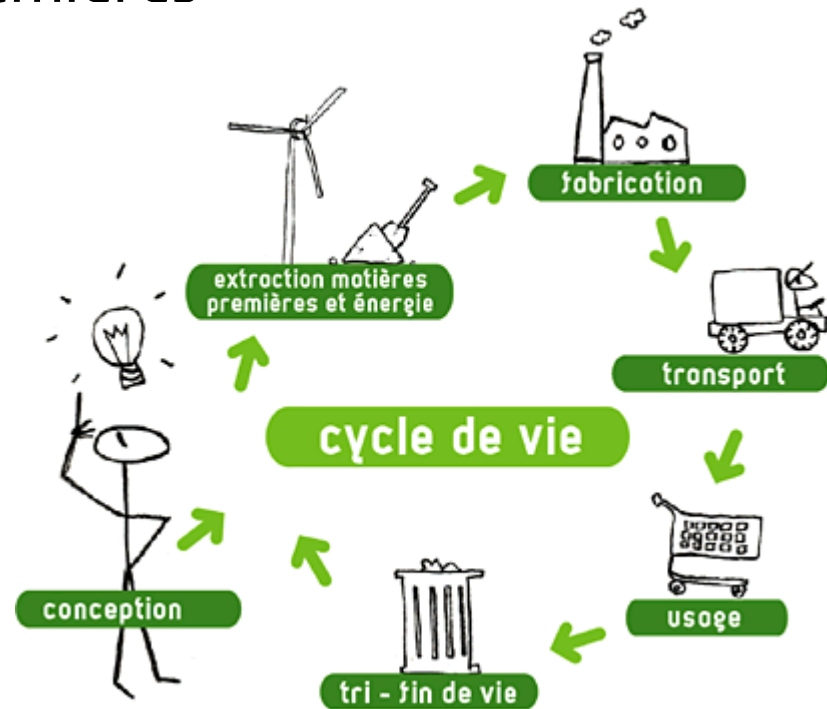 fabrication
extraction matières
premières et énergie
transport
cycle de vie
usage
conception
tri - fin de vie